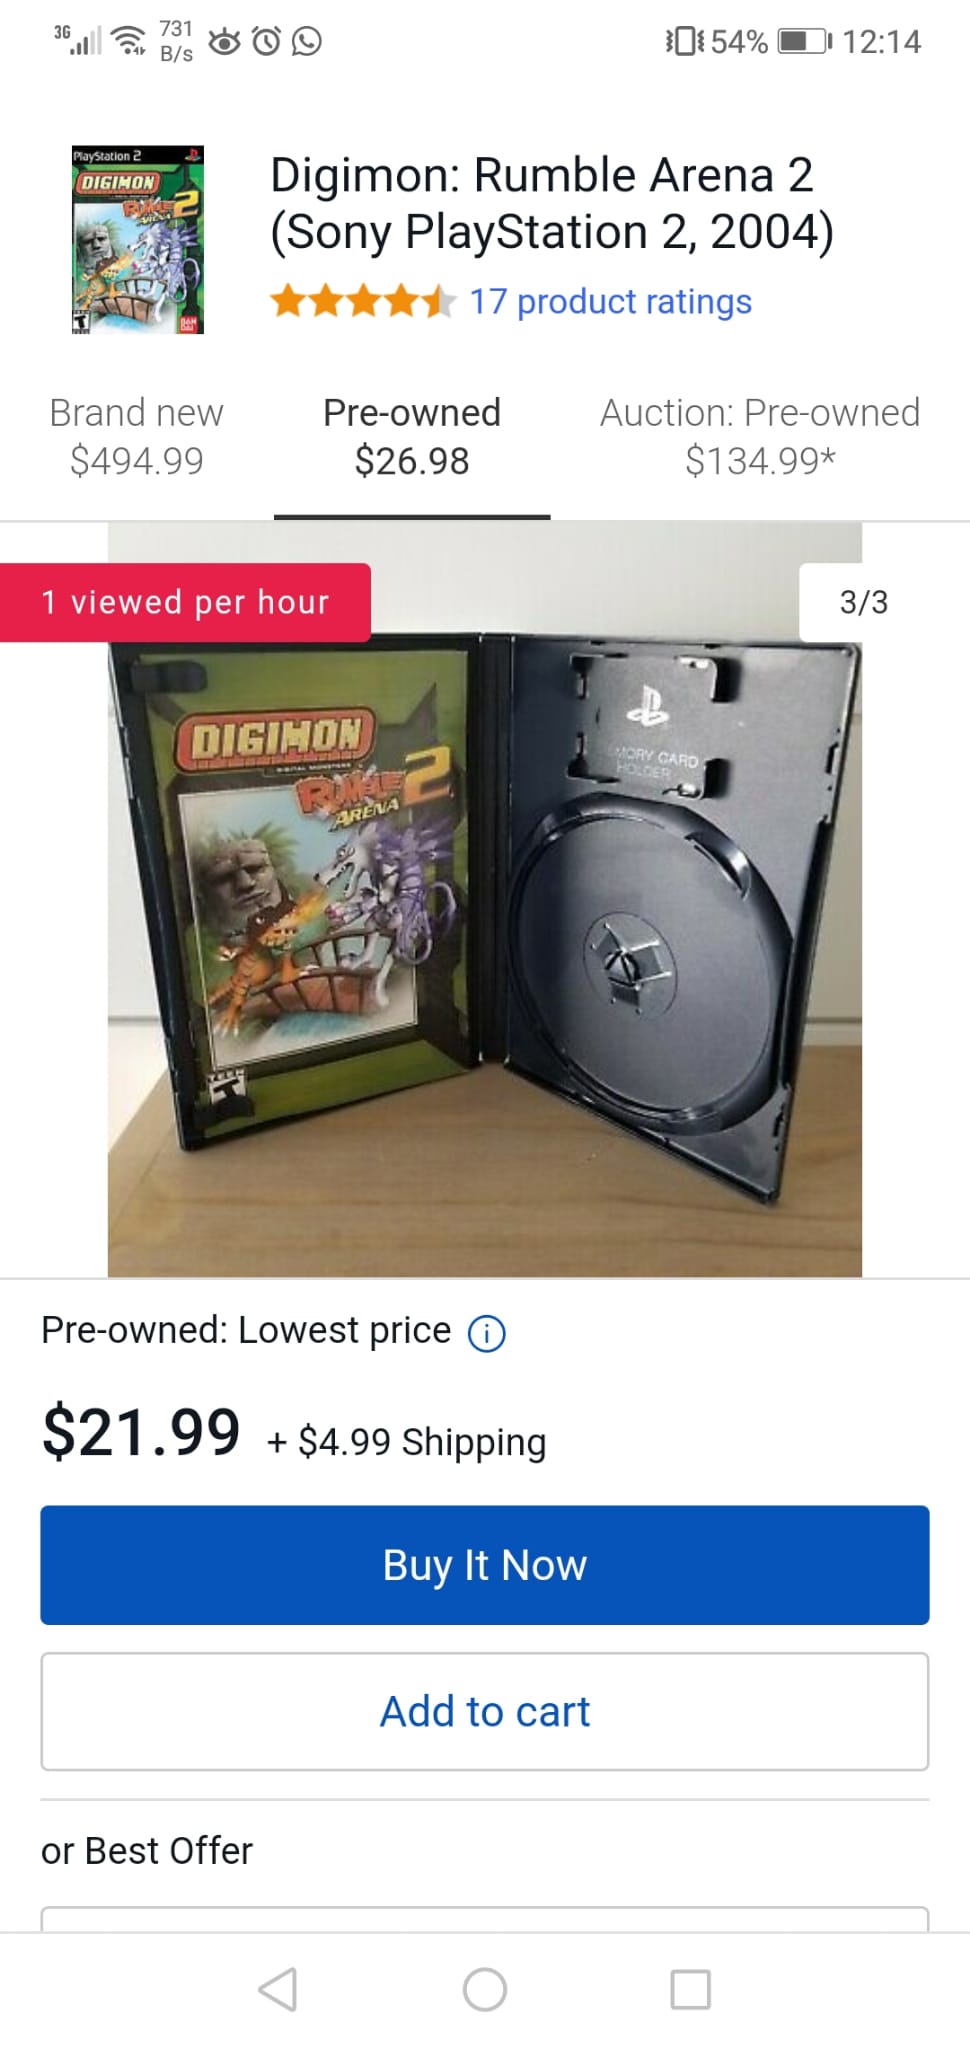 3G
731
B/s
54%
12:14
PlayStation 2
DIGIMON
RUMBLE 2
ARENA
T
BAN
DAI
Digimon: Rumble Arena 2
(Sony PlayStation 2, 2004)
17 product ratings
Brand new
$494.99
Pre-owned
$26.98
Auction: Pre-owned
$134.99*
1 viewed per hour
3/3
DIGIMON
DIGITAL MONSTERS
RUMBLE 2
ARENA
T
MORY CARD
HOLDER
Pre-owned: Lowest price
$21.99 + $4.99 Shipping
Buy It Now
Add to cart
or Best Offer